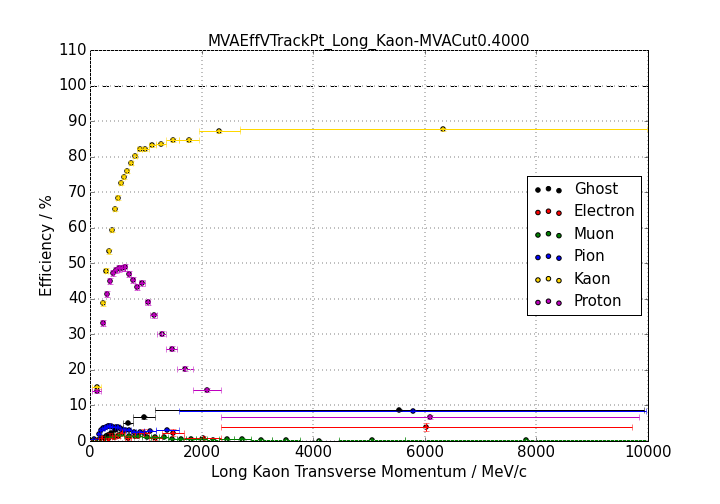 MVAEffVTrackPt_Long_Kaon-MVACut0.4000
110
100
90
80
70
60
50
40
30
20
10
0
Efficiency / %
Ghost
Electron
Muon
Pion
Kaon
Proton
0 2000 4000 6000 8000 10000
Long Kaon Transverse Momentum / MeV/c